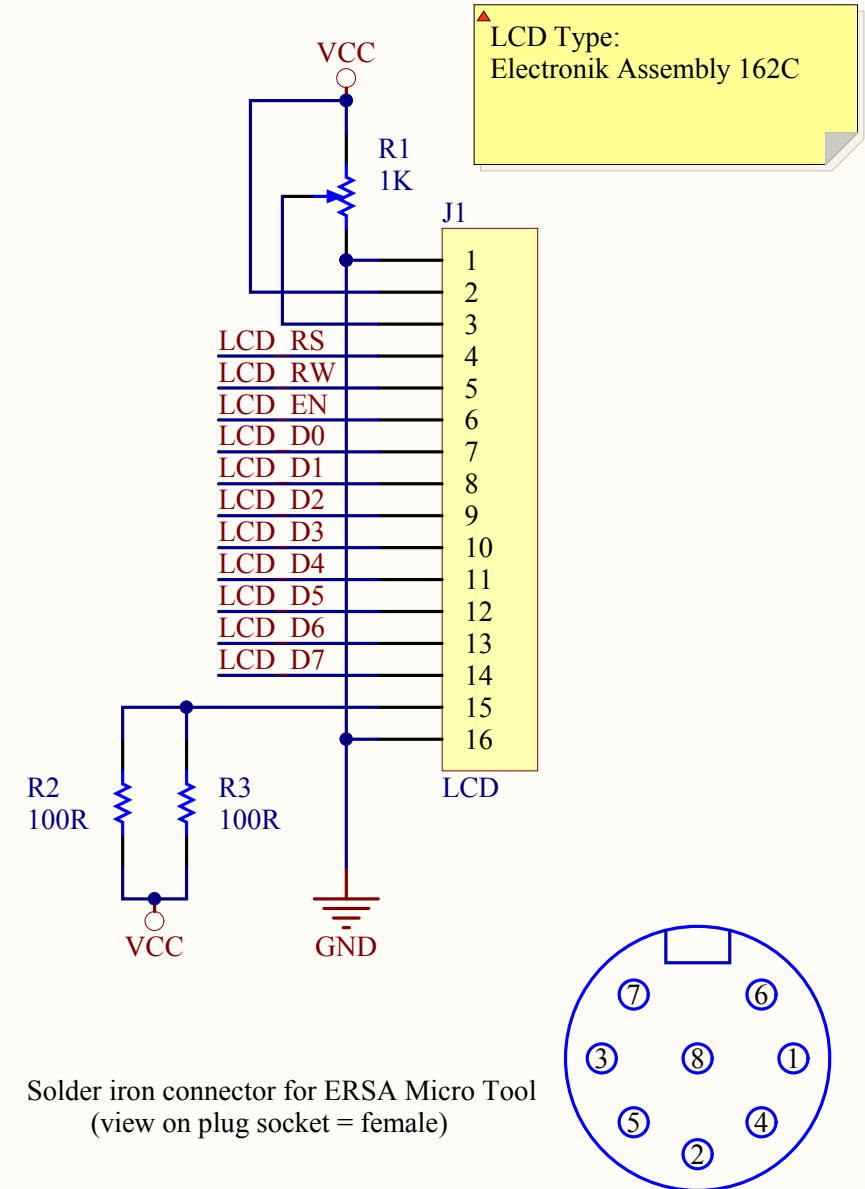 LCD Type:
Electronik Assembly 162C
VCC
R1
1K
J1
1
2
3
LCD_RS
4
LCD_RW
5
LCD_EN
6
LCD_D0
7
LCD_D1
8
LCD_D2
9
LCD_D3
10
LCD_D4
11
LCD_D5
12
LCD_D6
13
LCD_D7
14
15
16
LCD
R2
100R
R3
100R
VCC
GND
7
6
3
8
1
5
4
2
Solder iron connector for ERSA Micro Tool
(view on plug socket = female)